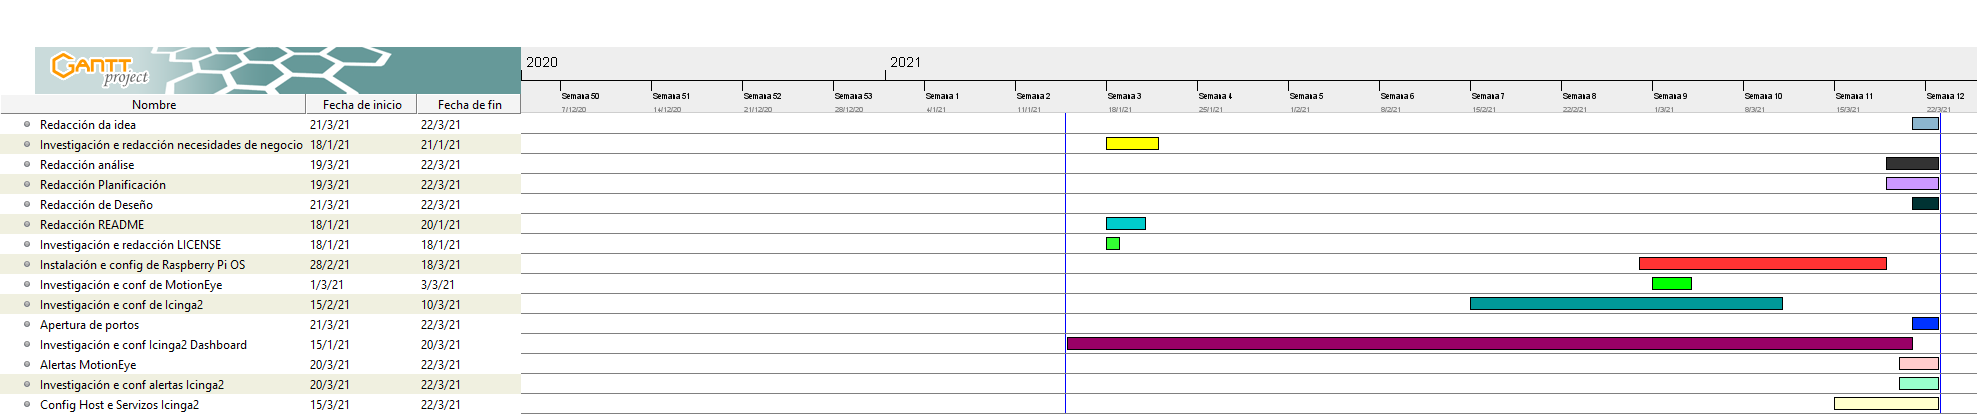 GANTT
project
2020 2021
Semana 50 Semana 51 Semana 52 Semana 53 Semana 1 Semana 2 Semana 3 Semana 4 Semana 5 Semana 6 Semana 7 Semana 8 Semana 9 Semana 10 Semana 11 Semana 12
7/12/20 14/12/20 21/12/20 28/12/20 4/1/21 11/1/21 18/1/21 25/1/21 1/2/21 8/2/21 15/2/21 22/2/21 1/3/21 8/3/21 15/3/21 22/3/21
Nombre Fecha de inicio Fecha de fin
Redacción da idea 21/3/21 22/3/21
Investigación e redacción necesidades de negocio 18/1/21 21/1/21
Redacción análise 19/3/21 22/3/21
Redacción Planificación 19/3/21 22/3/21
Redacción de Deseño 21/3/21 22/3/21
Redacción README 18/1/21 20/1/21
Investigación e redacción LICENSE 18/1/21 18/1/21
Instalación e config de Raspberry Pi OS 28/2/21 18/3/21
Investigación e conf de MotionEye 1/3/21 3/3/21
Investigación e conf de Icinga2 15/2/21 10/3/21
Apertura de portos 21/3/21 22/3/21
Investigación e conf Icinga2 Dashboard 15/1/21 20/3/21
Alertas MotionEye 20/3/21 22/3/21
Investigación e conf alertas Icinga2 20/3/21 22/3/21
Config Host e Servizos Icinga2 15/3/21 22/3/21